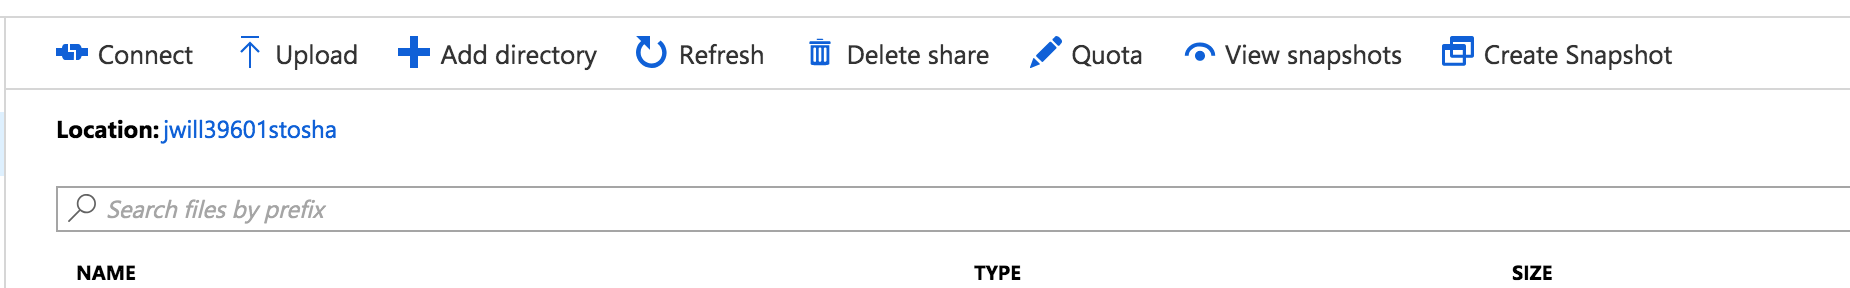 Connect Upload Add directory Refresh Delete share Quota View snapshots Create Snapshot
Location: jwill39601stosha
Search files by prefix
NAME TYPE SIZE